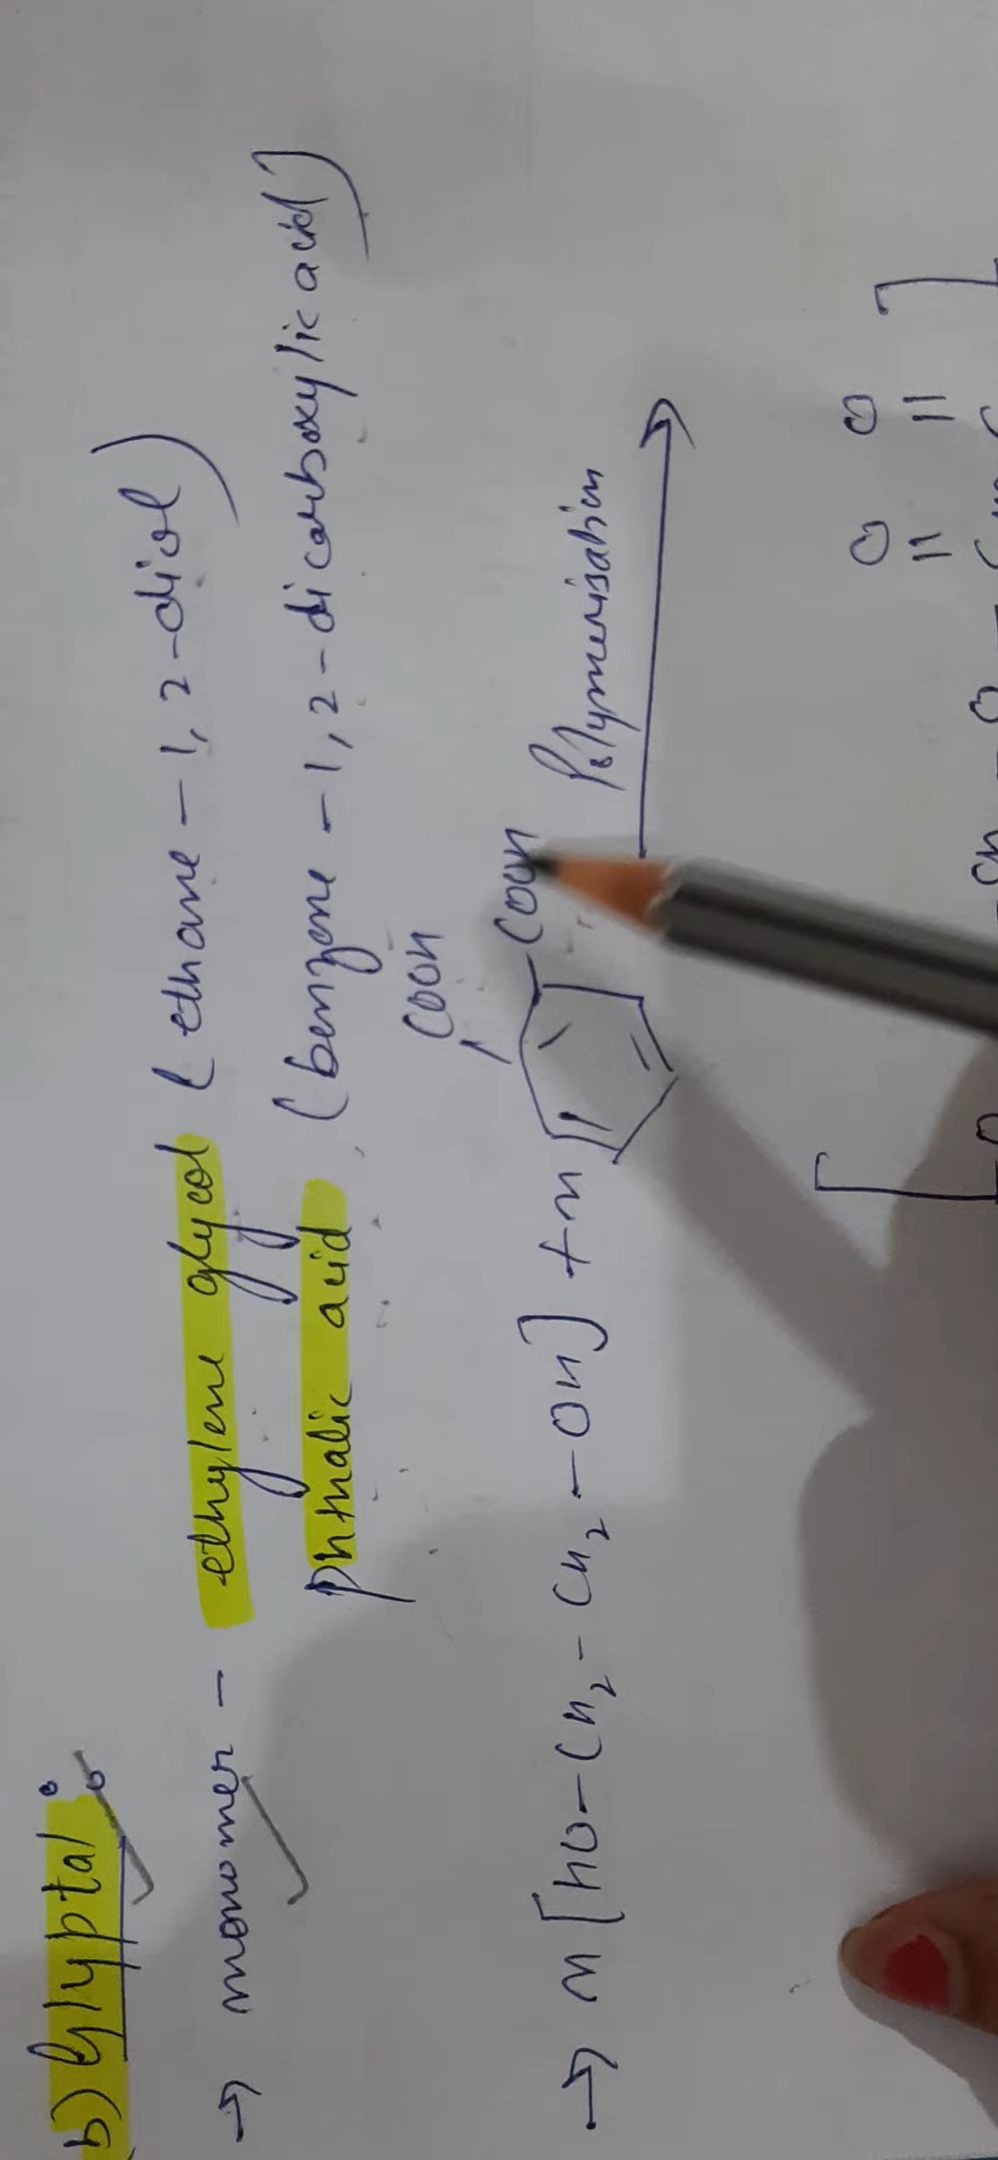 b) Glyptal :
→ monomer - ethylene glycol (ethane - 1, 2 - diol)
phthalic acid (benzene - 1, 2 - dicarboxylic acid)
COOH
→ n [HO - CH2 - CH2 - OH] + n COOH Polymerisation
O O